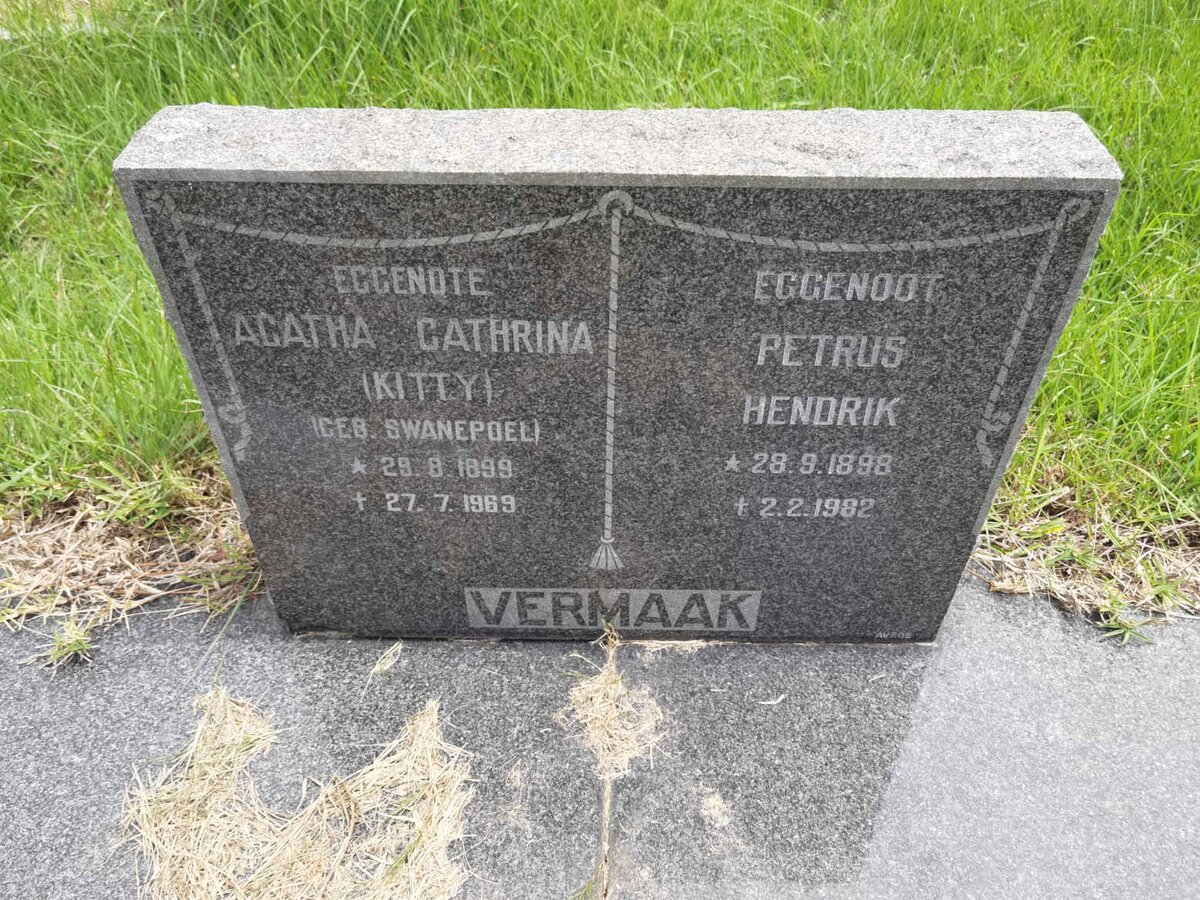 EGGENOTE
AGATHA CATHRINA
(KITTY)
(GEB. SWANEPOEL)
★ 29.8.1899
† 27.7.1969
EGGENOOT
PETRUS
HENDRIK
★ 28.9.1898
† 2.2.1982
VERMAAK